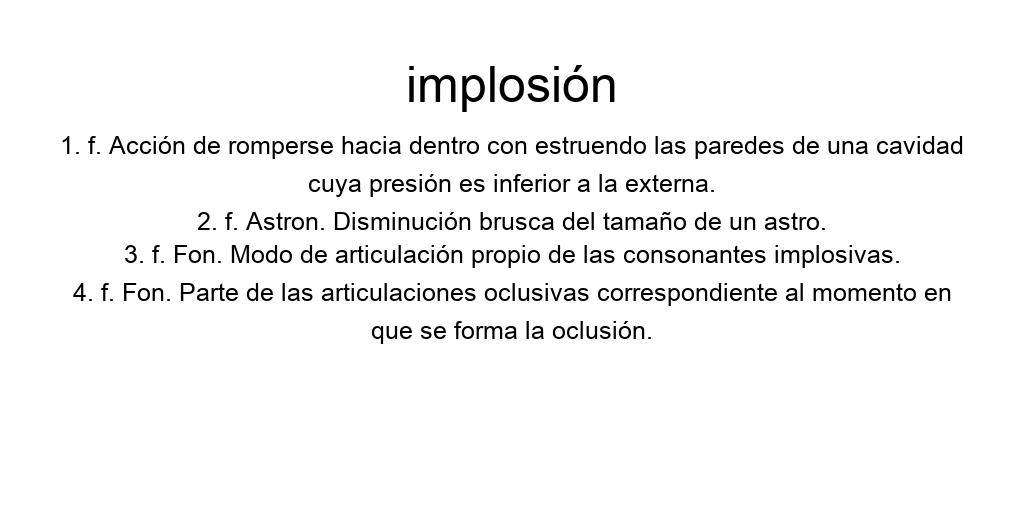 implosión
1. f. Acción de romperse hacia dentro con estruendo las paredes de una cavidad
cuya presión es inferior a la externa.
2. f. Astron. Disminución brusca del tamaño de un astro.
3. f. Fon. Modo de articulación propio de las consonantes implosivas.
4. f. Fon. Parte de las articulaciones oclusivas correspondiente al momento en
que se forma la oclusión.